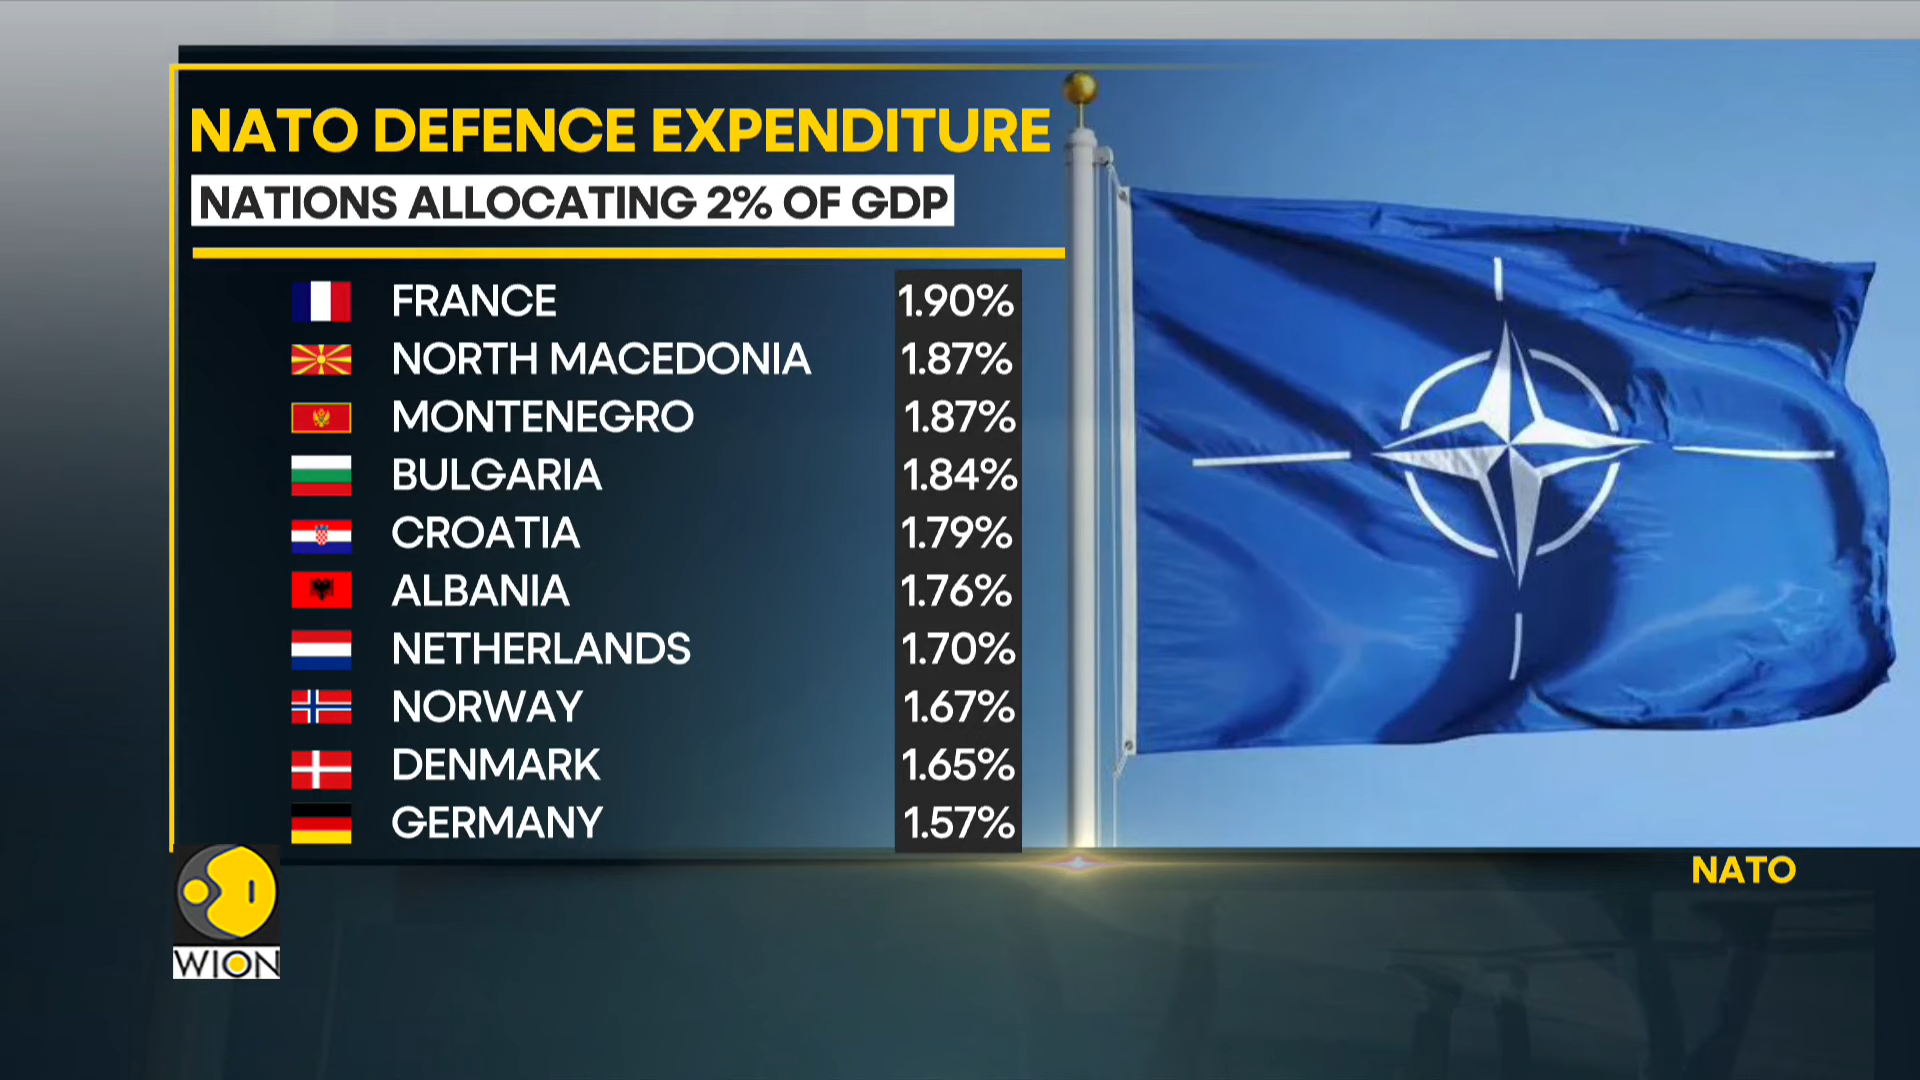 NATO DEFENCE EXPENDITURE
NATIONS ALLOCATING 2% OF GDP
FRANCE 1.90%
NORTH MACEDONIA 1.87%
MONTENEGRO 1.87%
BULGARIA 1.84%
CROATIA 1.79%
ALBANIA 1.76%
NETHERLANDS 1.70%
NORWAY 1.67%
DENMARK 1.65%
GERMANY 1.57%
NATO
WION